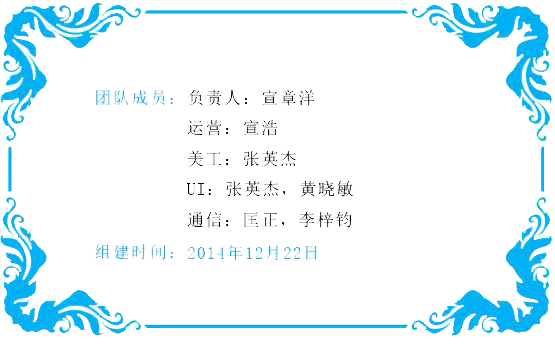 团队成员：负责人：宣章洋
运营：宣浩
美工：张英杰
UI：张英杰，黄晓敏
通信：匡正，李梓钧
组建时间：2014年12月22日